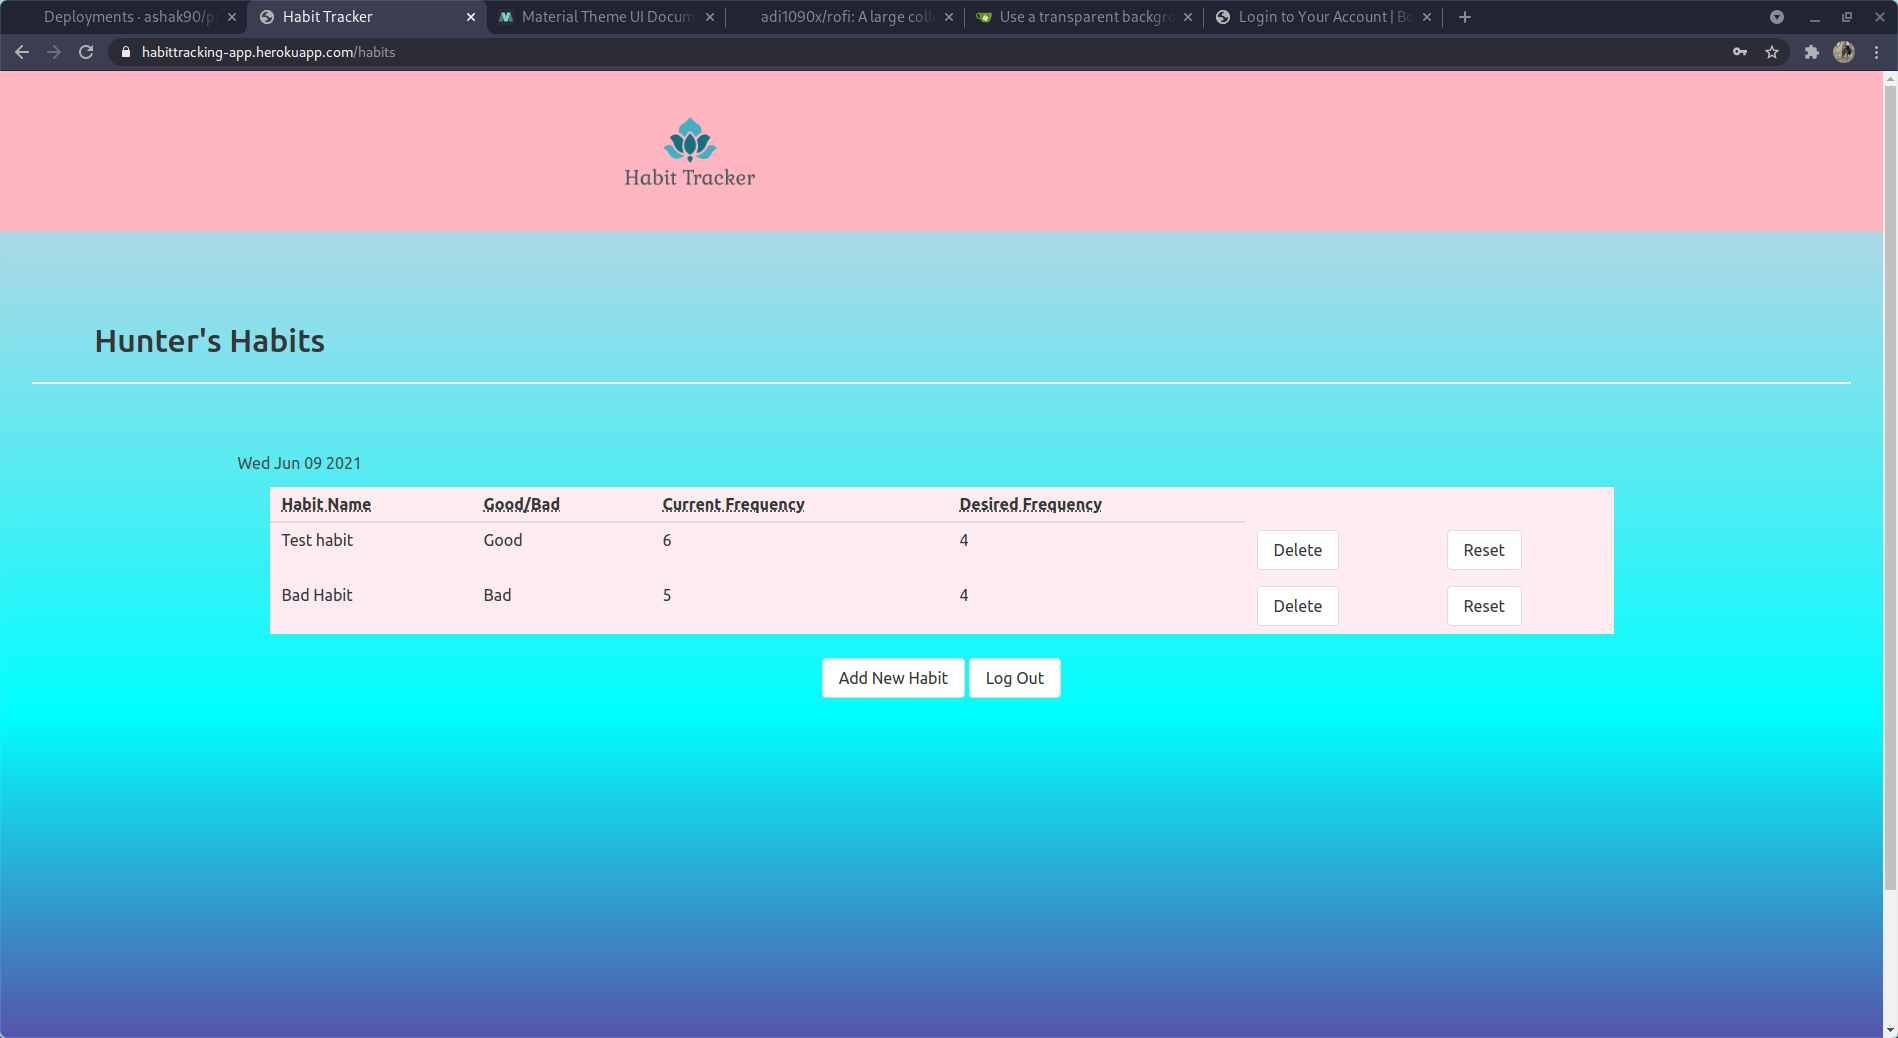 Deployments · ashak90/pr
Habit Tracker
Material Theme UI Docum
adi1090x/rofi: A large coll
Use a transparent backgro
Login to Your Account | Bo
habittracking-app.herokuapp.com/habits
Habit Tracker
Hunter's Habits
Wed Jun 09 2021
Habit Name Good/Bad Current Frequency Desired Frequency
Test habit Good 6 4 Delete Reset
Bad Habit Bad 5 4 Delete Reset
Add New Habit Log Out